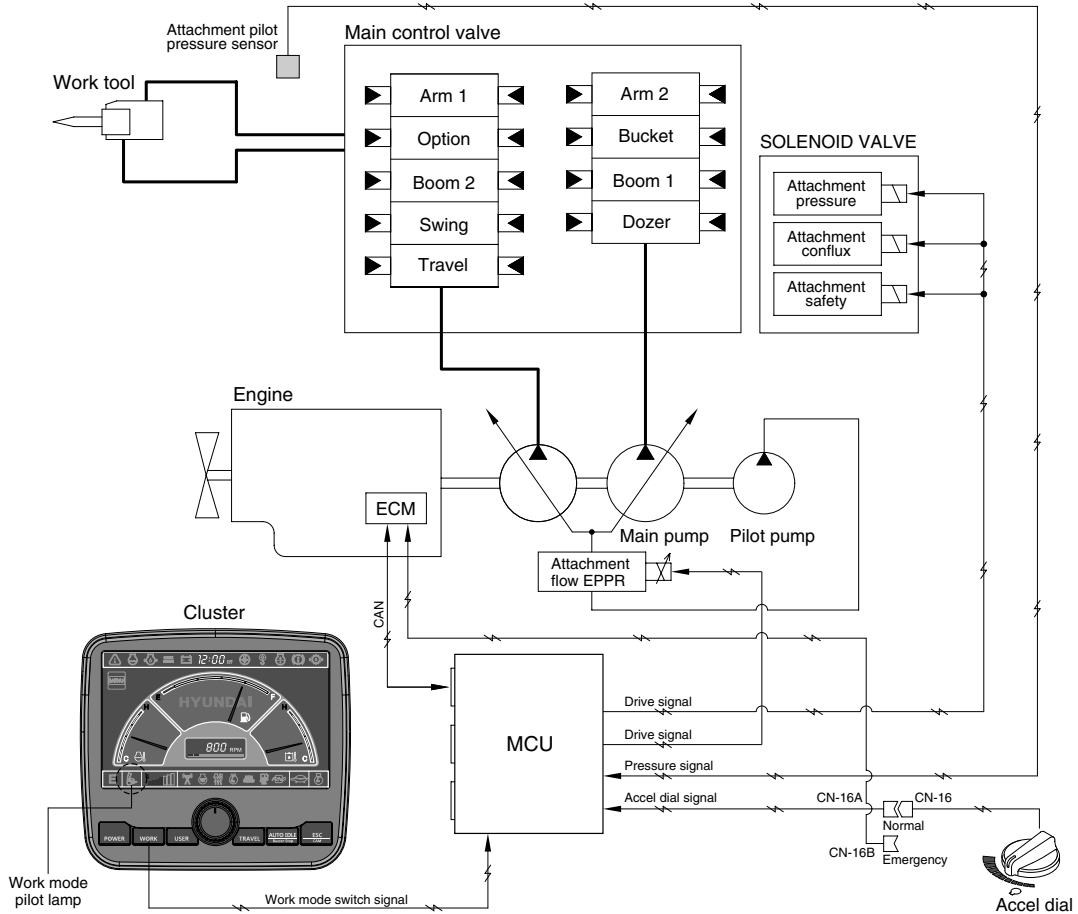 Attachment pilot
pressure sensor
Main control valve
Work tool
Arm 1
Option
Boom 2
Swing
Travel
Arm 2
Bucket
Boom 1
Dozer
SOLENOID VALVE
Attachment
pressure
Attachment
conflux
Attachment
safety
Engine
ECM
Main pump
Pilot pump
Attachment
flow EPPR
CAN
Cluster
12:00
E
F
H
H
HYUNDAI
800 RPM
C
C
POWER
WORK
USER
TRAVEL
AUTO IDLE
ESC
CAM
MCU
Drive signal
Drive signal
Pressure signal
Accel dial signal
CN-16A
CN-16
Normal
CN-16B
Emergency
Accel dial
Work mode
pilot lamp
Work mode switch signal